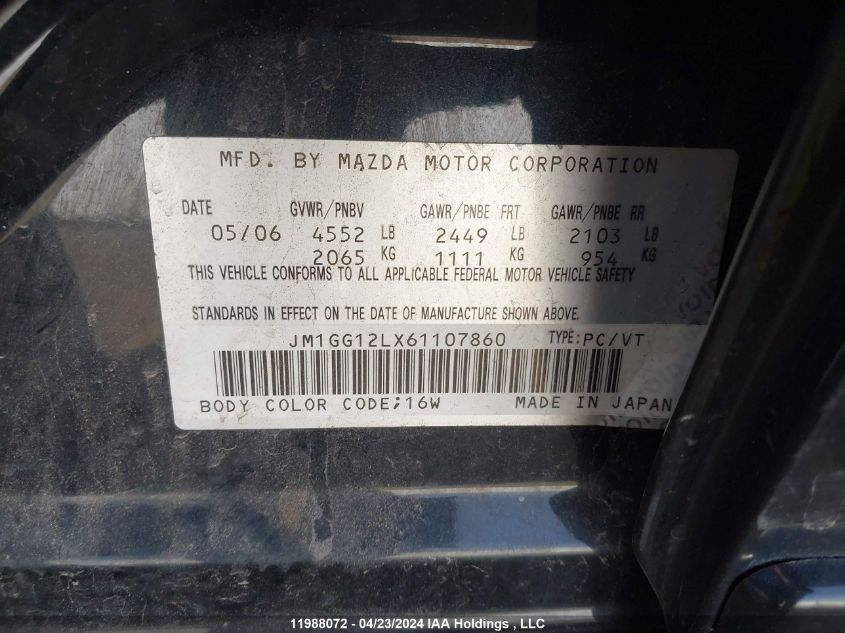 MFD. BY MAZDA MOTOR CORPORATION
DATE GVWR/PNBV GAWR/PNBE FRT GAWR/PNBE RR
05/06 4552 LB 2449 LB 2103 LB
2065 KG 1111 KG 954 KG
THIS VEHICLE CONFORMS TO ALL APPLICABLE FEDERAL MOTOR VEHICLE SAFETY
STANDARDS IN EFFECT ON THE DATE OF MANUFACTURE SHOWN ABOVE.
JM1GG12LX61107860 TYPE:PC/VT
BODY COLOR CODE;16W MADE IN JAPAN
11988072 - 04/23/2024 IAA Holdings , LLC